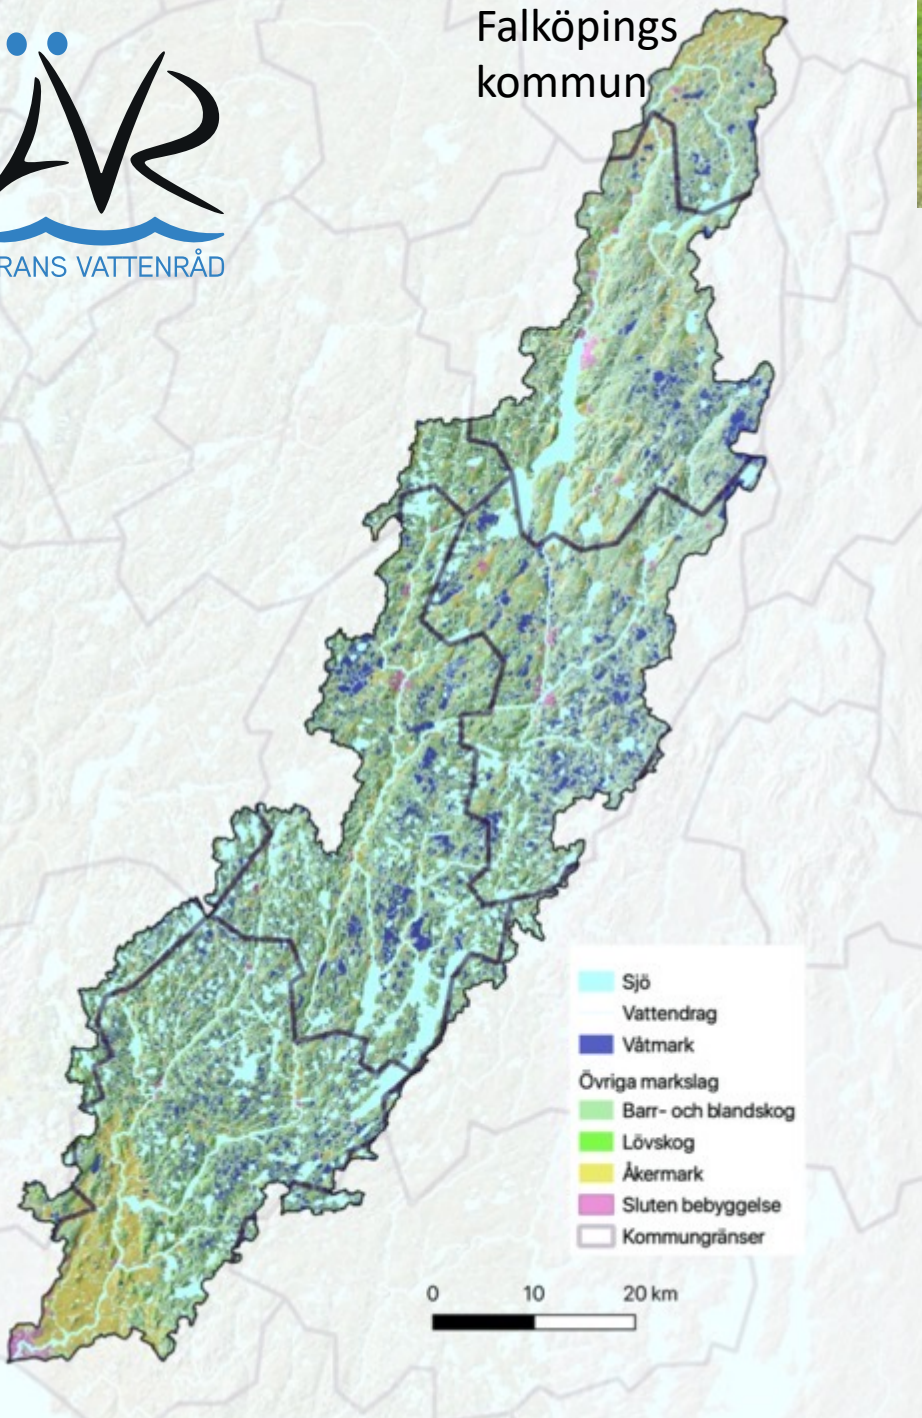 Falköpings
kommun
ÄVR
RANS VATTENRÅD
Sjö
Vattendrag
Våtmark
Övriga markslag
Barr- och blandskog
Lövskog
Åkermark
Sluten bebyggelse
Kommungränser
0 10 20 km